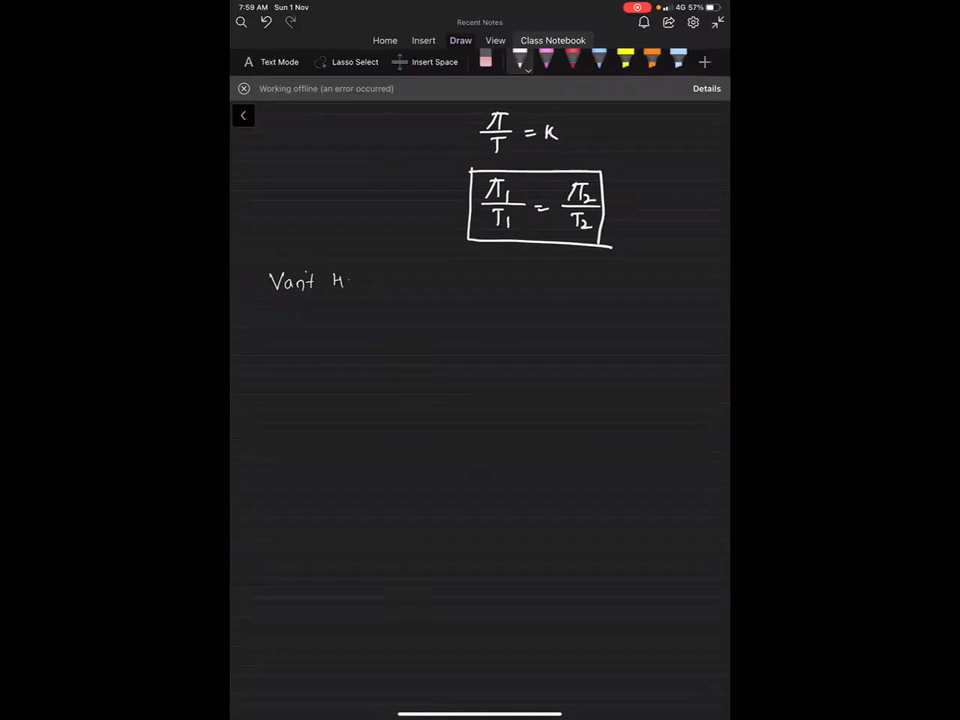 7:59 AM Sun 1 Nov 4G 57%
Recent Notes
Home Insert Draw View Class Notebook
Text Mode Lasso Select Insert Space
Working offline (an error occurred) Details
π/T = K
π₁/T₁ = π₂/T₂
Van't H